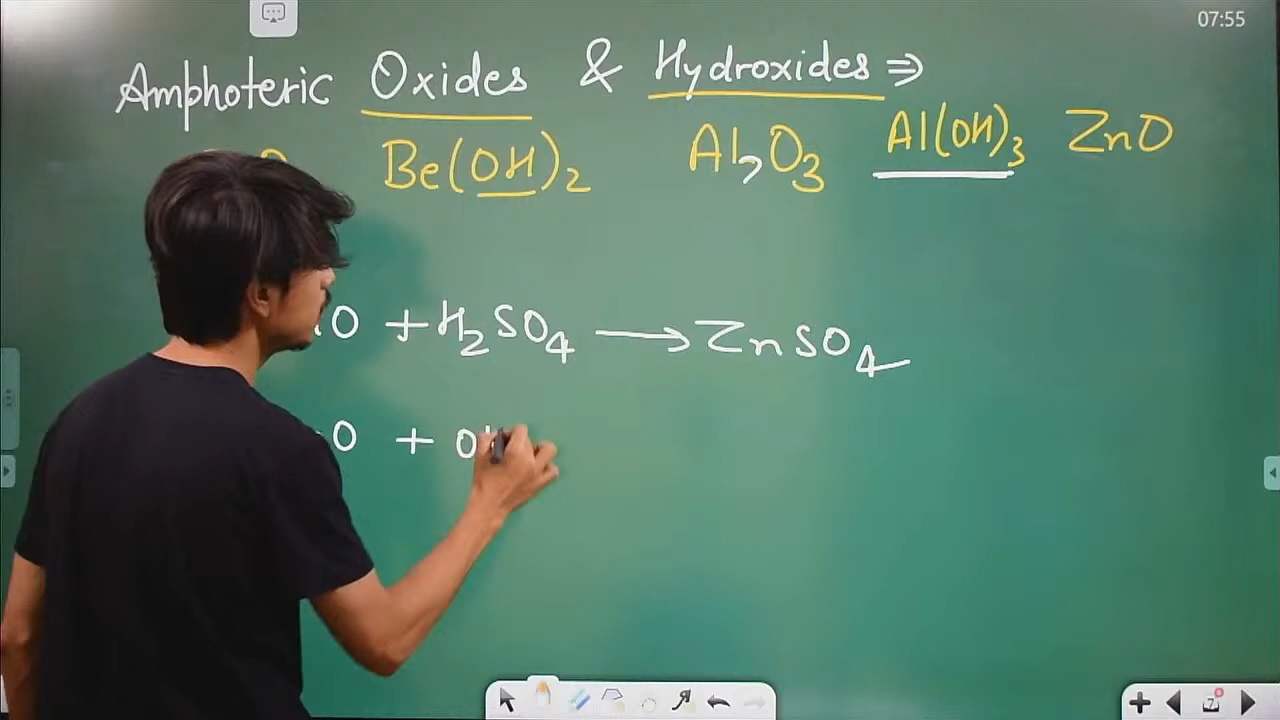 07:55
Amphoteric Oxides & Hydroxides ⇒
Be(OH)₂ Al₂O₃ Al(OH)₃ ZnO
O + H₂SO₄ ⟶ ZnSO₄
O + O